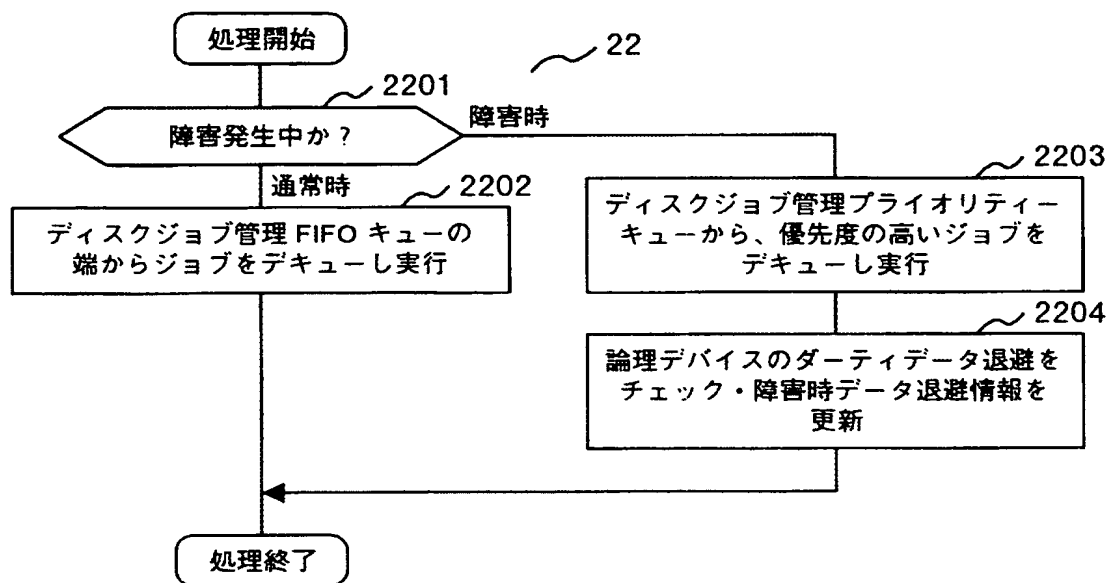 処理開始
22
2201
障害発生中か?
障害時
通常時
2202
ディスクジョブ管理 FIFO キューの
端からジョブをデキューし実行
2203
ディスクジョブ管理プライオリティー
キューから、優先度の高いジョブを
デキューし実行
2204
論理デバイスのダーティデータ退避を
チェック・障害時データ退避情報を
更新
処理終了